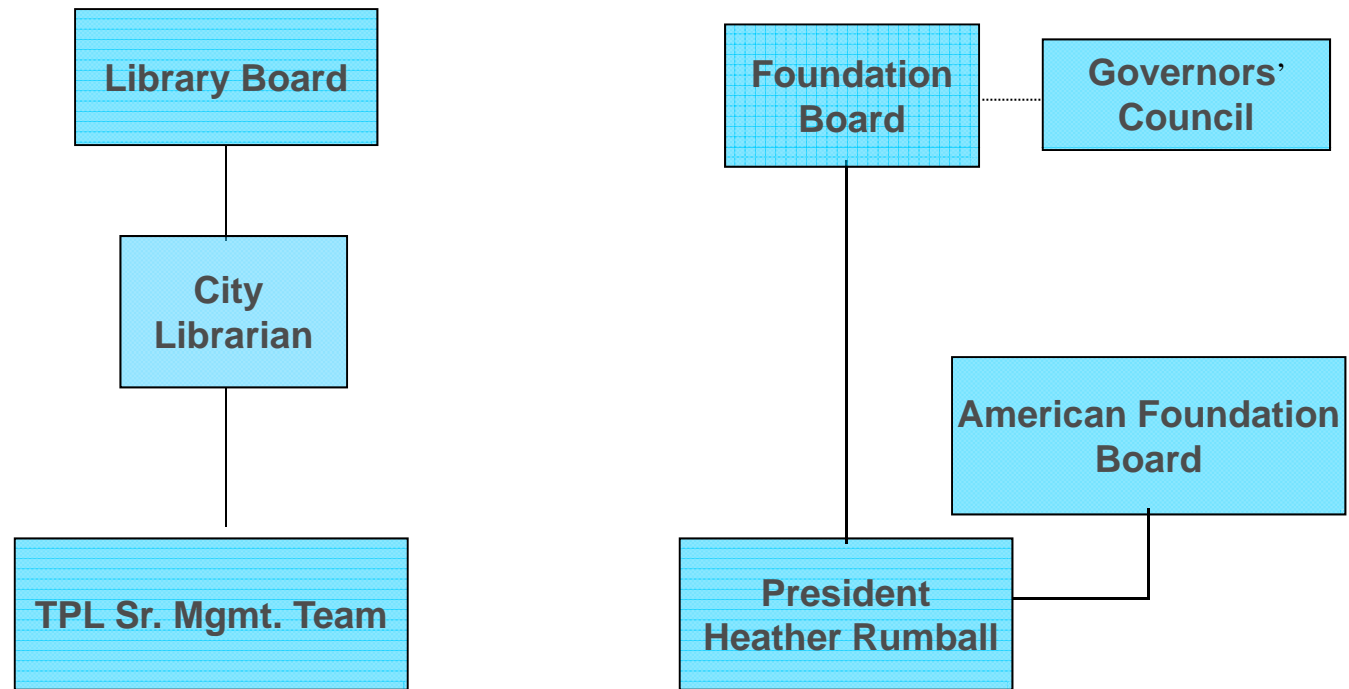 Library Board
Foundation
Board
Governors’
Council
City
Librarian
American Foundation
Board
TPL Sr. Mgmt. Team
President
Heather Rumball